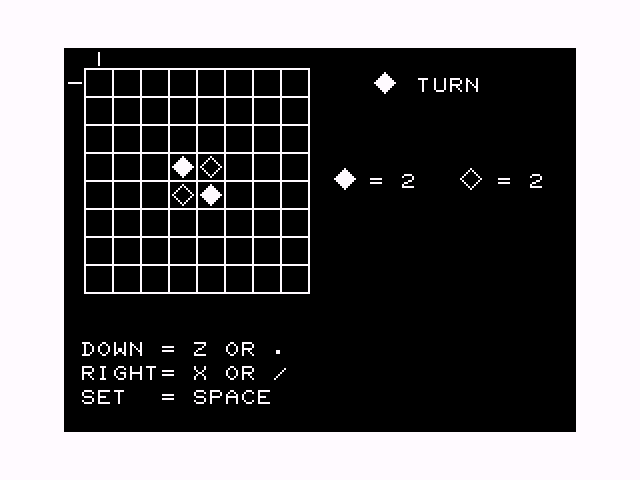 ◆ TURN
◆ = 2 ◇ = 2
DOWN = Z OR .
RIGHT= X OR /
SET = SPACE